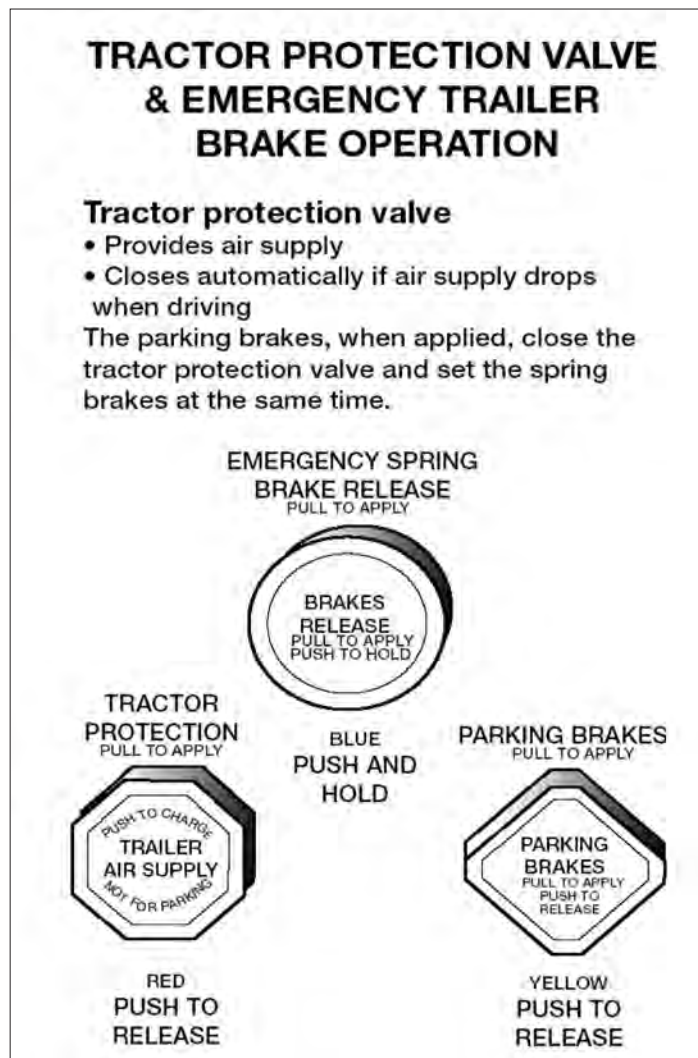 TRACTOR PROTECTION VALVE
& EMERGENCY TRAILER
BRAKE OPERATION
Tractor protection valve
• Provides air supply
• Closes automatically if air supply drops
when driving
The parking brakes, when applied, close the
tractor protection valve and set the spring
brakes at the same time.
EMERGENCY SPRING
BRAKE RELEASE
PULL TO APPLY
BRAKES
RELEASE
PULL TO APPLY
PUSH TO HOLD
BLUE
PUSH AND
HOLD
TRACTOR
PROTECTION
PULL TO APPLY
PUSH TO CHARGE
TRAILER
AIR SUPPLY
NOT FOR PARKING
RED
PUSH TO
RELEASE
PARKING BRAKES
PULL TO APPLY
PARKING
BRAKES
PULL TO APPLY
PUSH TO
RELEASE
YELLOW
PUSH TO
RELEASE